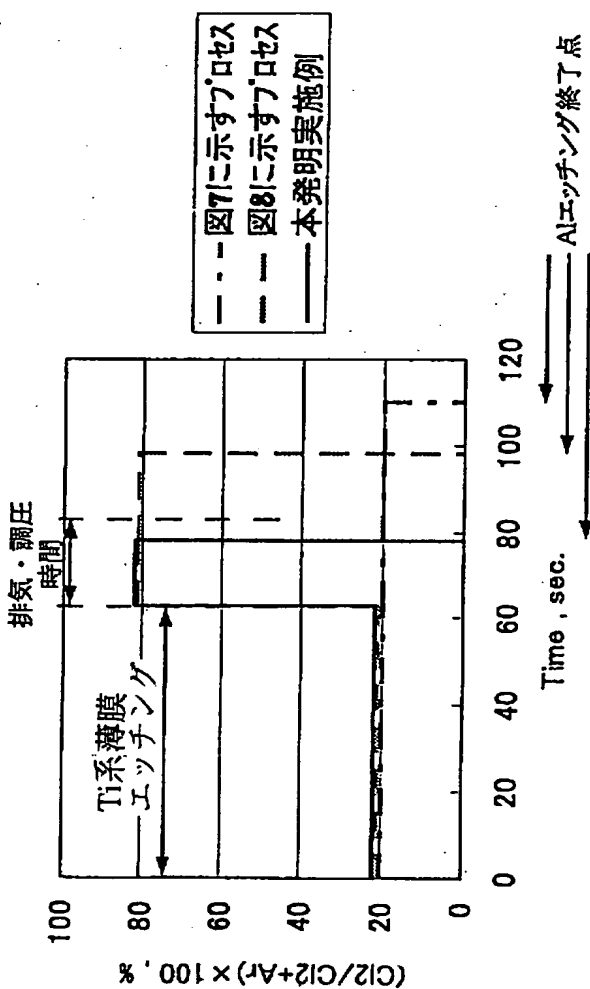 排気・調圧
時間
Ti系薄膜
エッチング
(Cl2/Cl2+Ar)×100 , %
100
80
60
40
20
0
0
20
40
60
80
100
120
Time , sec.
Alエッチング終了点
図7に示すプロセス
図8に示すプロセス
本発明実施例